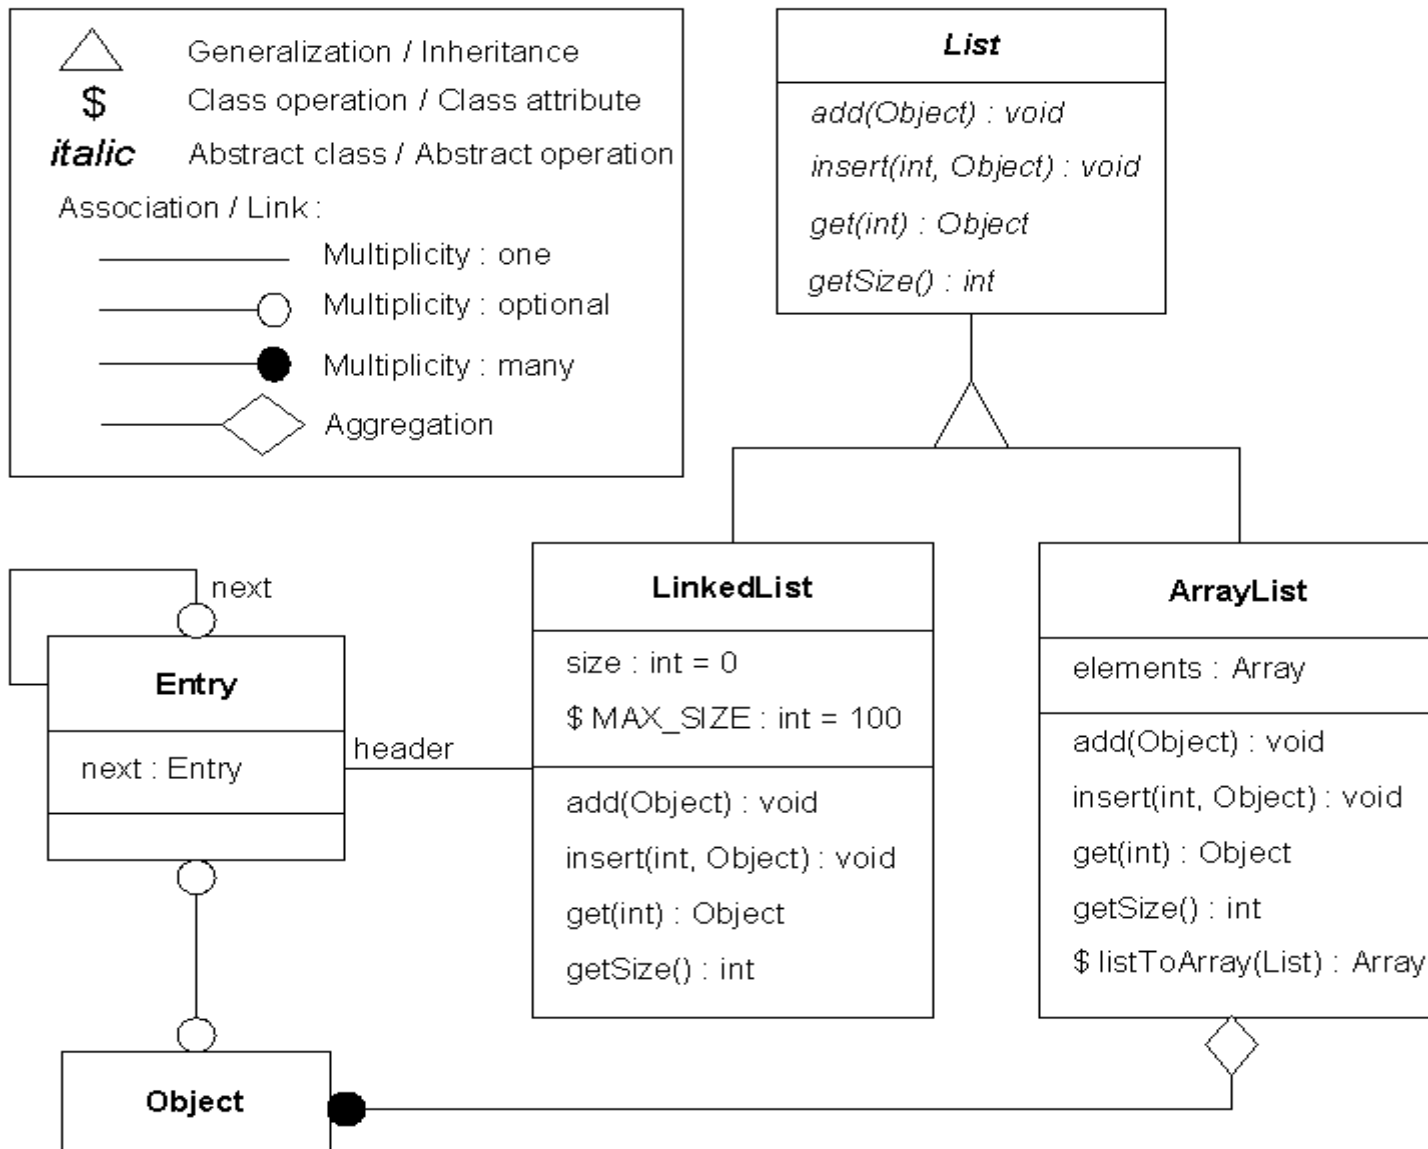 Generalization / Inheritance
$ Class operation / Class attribute
italic Abstract class / Abstract operation
Association / Link :
Multiplicity : one
Multiplicity : optional
Multiplicity : many
Aggregation
List
add(Object) : void
insert(int, Object) : void
get(int) : Object
getSize() : int
next
Entry
next : Entry
header
LinkedList
size : int = 0
$ MAX_SIZE : int = 100
add(Object) : void
insert(int, Object) : void
get(int) : Object
getSize() : int
ArrayList
elements : Array
add(Object) : void
insert(int, Object) : void
get(int) : Object
getSize() : int
$ listToArray(List) : Array
Object